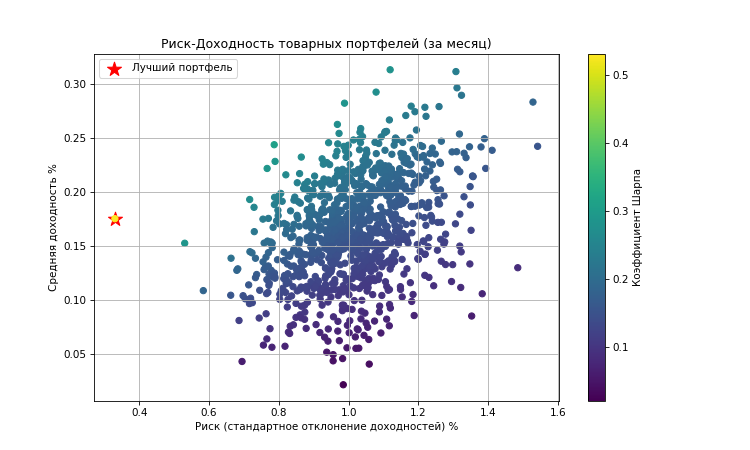 Риск-Доходность товарных портфелей (за месяц)
Лучший портфель
Средняя доходность %
0.30
0.25
0.20
0.15
0.10
0.05
0.4 0.6 0.8 1.0 1.2 1.4 1.6
Риск (стандартное отклонение доходностей) %
0.5
0.4
0.3
0.2
0.1
Коэффициент Шарпа